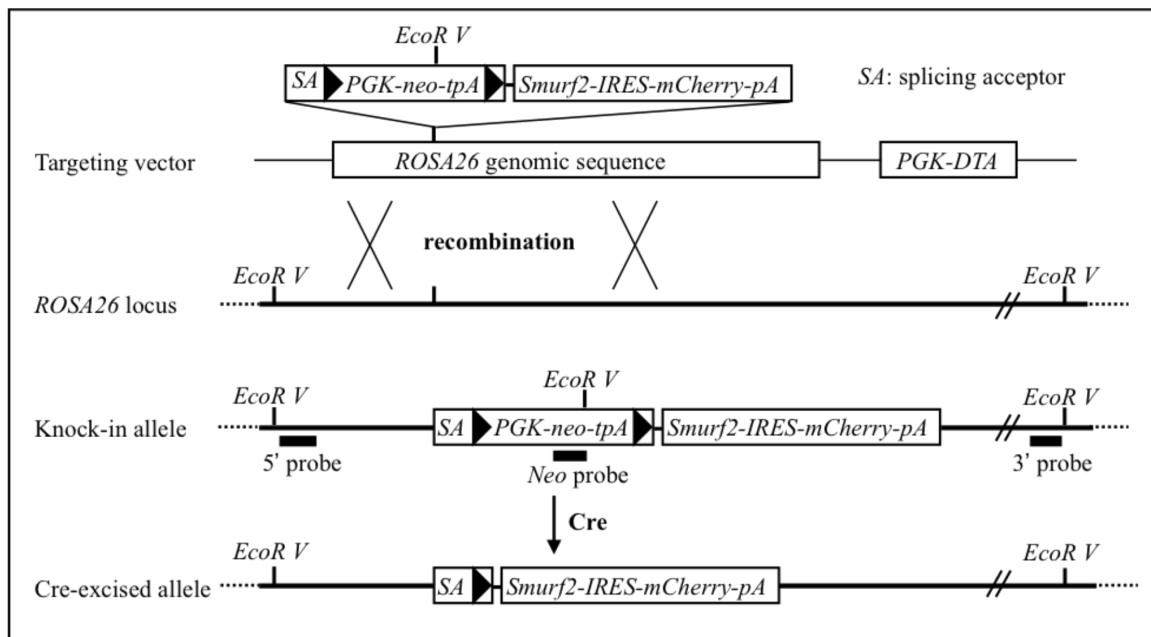 EcoR V
SA PGK-neo-tpA Smurf2-IRES-mCherry-pA
SA: splicing acceptor
Targeting vector
ROSA26 genomic sequence
PGK-DTA
recombination
EcoR V
EcoR V
ROSA26 locus
EcoR V
EcoR V
EcoR V
Knock-in allele
SA PGK-neo-tpA Smurf2-IRES-mCherry-pA
5' probe
Neo probe
3' probe
Cre
EcoR V
EcoR V
Cre-excised allele
SA Smurf2-IRES-mCherry-pA